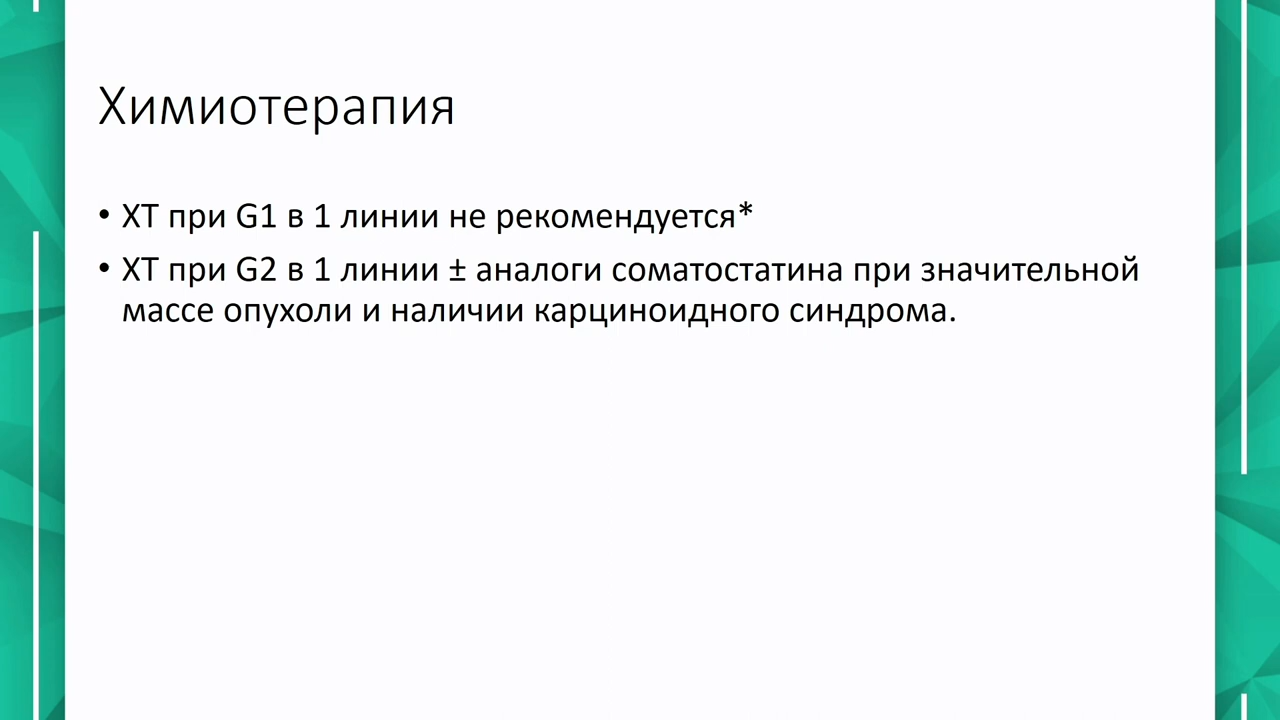 Химиотерапия
• ХТ при G1 в 1 линии не рекомендуется*
• ХТ при G2 в 1 линии ± аналоги соматостатина при значительной
массе опухоли и наличии карциноидного синдрома.